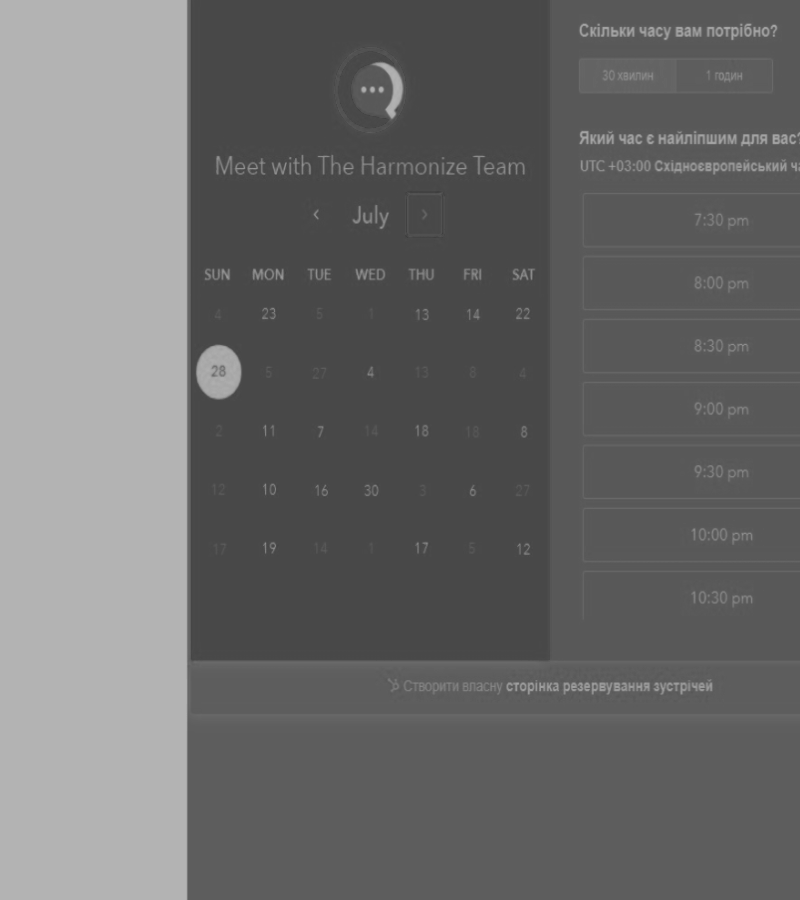 Meet with The Harmonize Team
July
SUN MON TUE WED THU FRI SAT
4 23 5 1 13 14 22
28 5 27 4 13 8 4
2 11 7 14 18 18 8
12 10 16 30 3 6 27
17 19 14 1 17 5 12
Скільки часу вам потрібно?
30 хвилин 1 годин
Який час є найліпшим для вас?
UTC +03:00 Східноєвропейський ча
7:30 pm
8:00 pm
8:30 pm
9:00 pm
9:30 pm
10:00 pm
10:30 pm
Створити власну сторінка резервування зустрічей